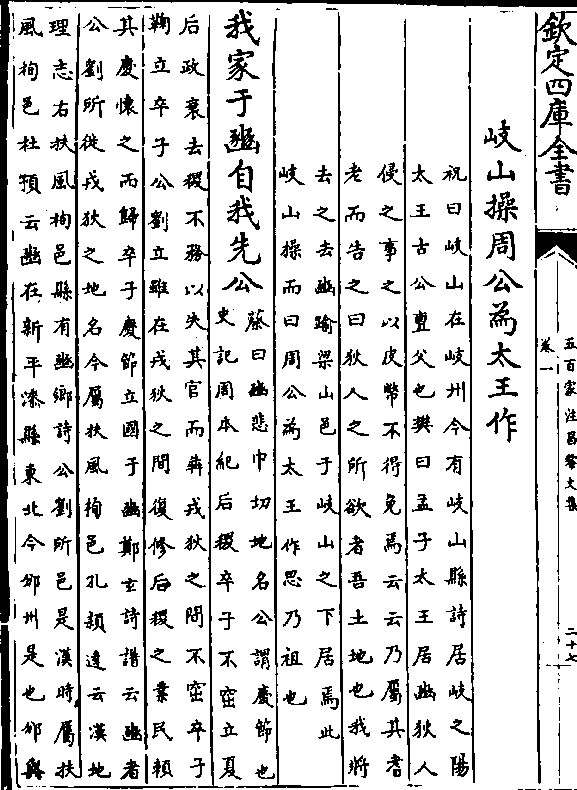 欽定四庫全書
五百家注昌黎文集
卷一
二十七
岐山操周公為太王作
祝曰岐山在岐州今有岐山縣詩居岐之陽
太王古公亶父也樊曰孟子太王居豳狄人
侵之事之以皮幣不得免焉云云乃屬其耆
老而告之曰狄人之所欲者吾土地也我將
去之去豳踰梁山邑于岐山之下居焉此
岐山操而曰周公為太王作思乃祖也
我家于豳自我先公
蔡曰豳悲巾切地名公謂慶節也
史記周本紀后稷卒子不窋立夏
后政衰去稷不務以失其官而犇戎狄之間不窋卒子
鞠立卒子公劉立雖在戎狄之間復修后稷之業民賴
其慶懷之而歸卒子慶節立國于豳鄭玄詩譜云豳者
公劉所從戎狄之地名今屬扶風栒邑孔穎達云漢地
理志右扶風栒邑縣有豳鄉詩公劉所邑是漢時屬扶
風栒邑杜預云豳在新平漆縣東北今邠州是也邠與